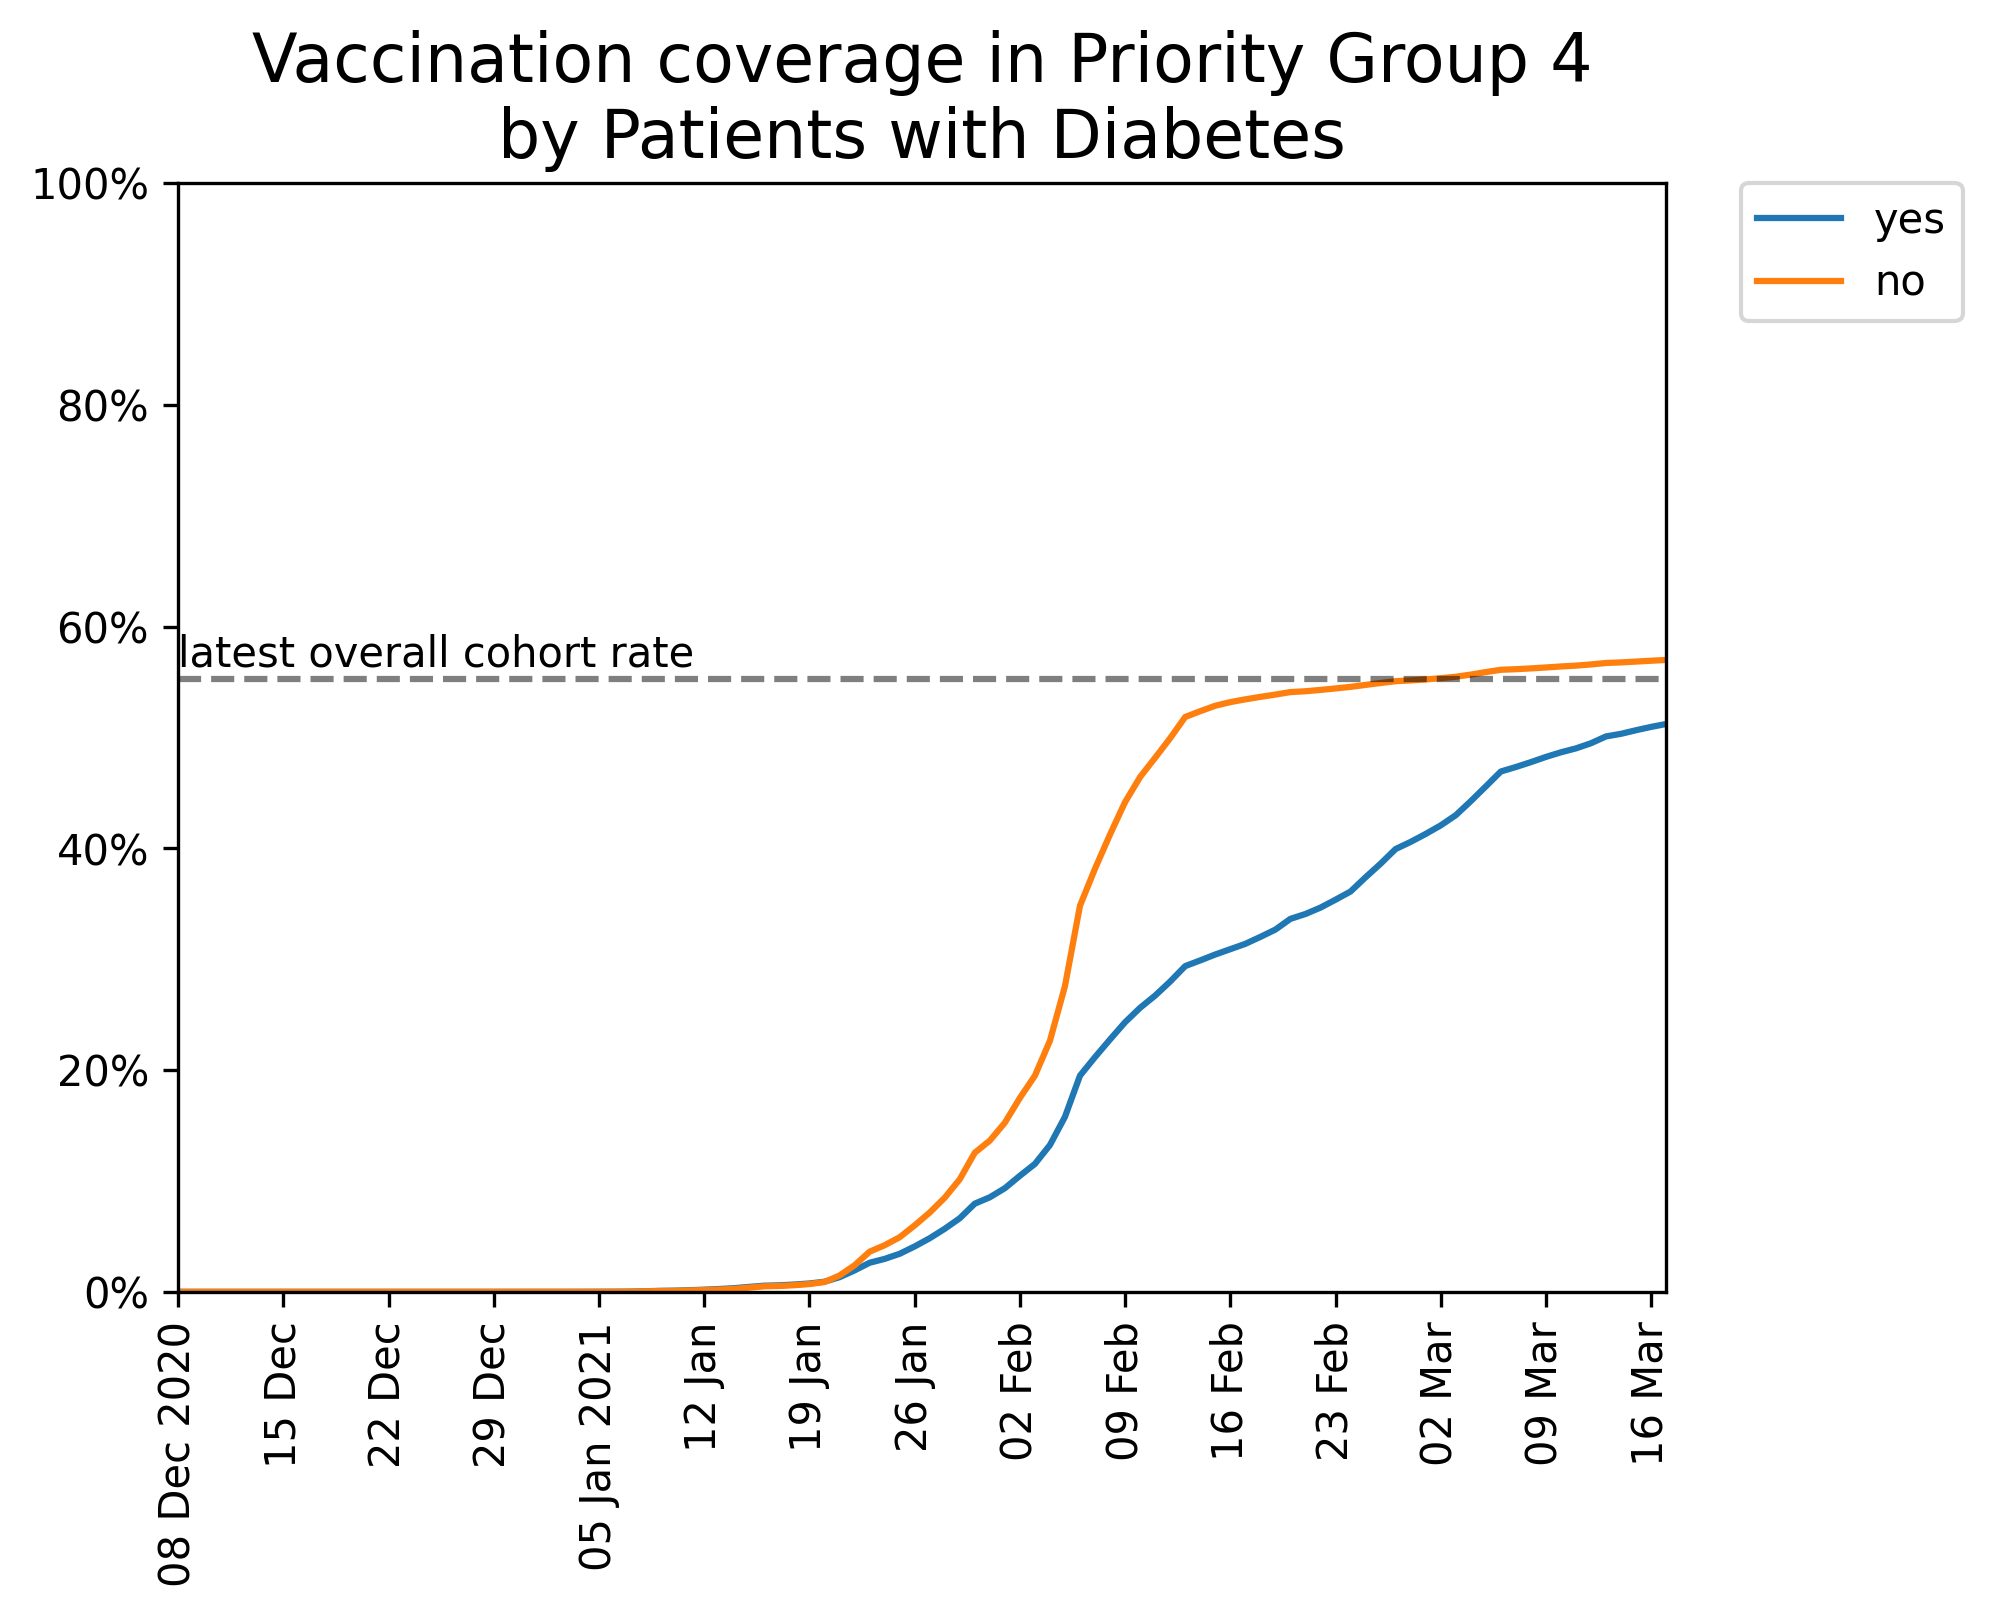 Vaccination coverage in Priority Group 4
by Patients with Diabetes
100%
80%
60%
40%
20%
0%
latest overall cohort rate
yes
no
08 Dec 2020
15 Dec
22 Dec
29 Dec
05 Jan 2021
12 Jan
19 Jan
26 Jan
02 Feb
09 Feb
16 Feb
23 Feb
02 Mar
09 Mar
16 Mar